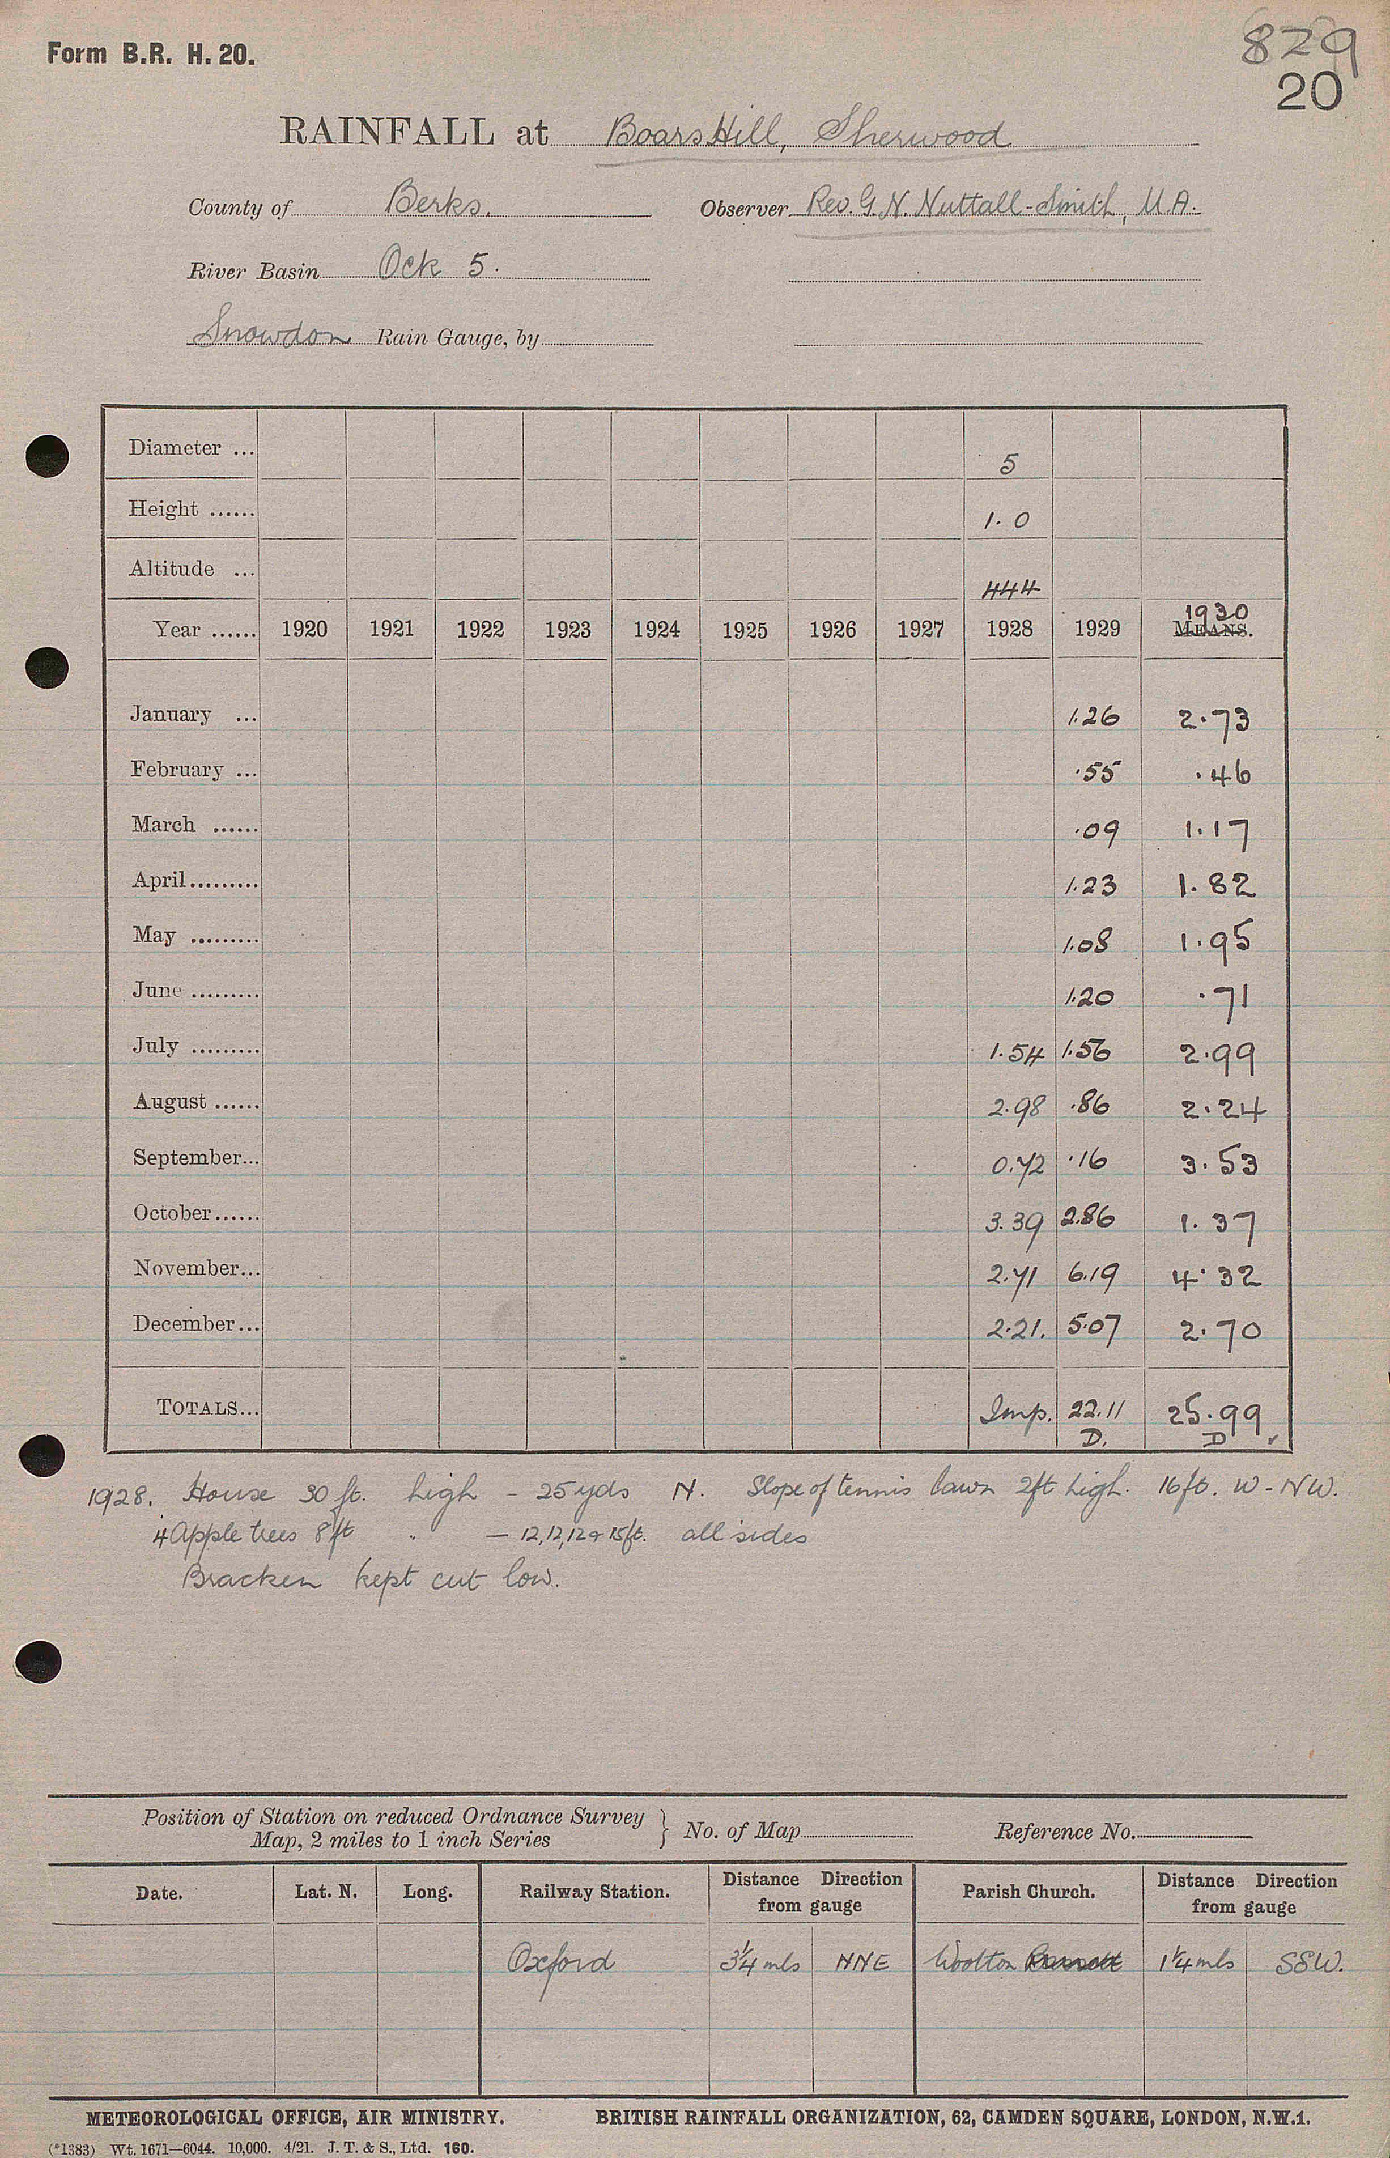 Form B.R. H. 20.
829
20
RAINFALL at Boars Hill, Sherwood
County of Berks. Observer Rev. G. N. Nuttall-Smith, M.A.
River Basin Ock 5.
Snowdon Rain Gauge, by
Diameter ... 5
Height ...... 1.0
Altitude ... 444
1930
Year ...... 1920 1921 1922 1923 1924 1925 1926 1927 1928 1929 MEANS.
January ... 1.26 2.73
February ... .55 .46
March ...... .09 1.17
April ......... 1.23 1.82
May ......... 1.08 1.95
June ......... 1.20 .71
July ......... 1.54 1.56 2.99
August ...... 2.98 .86 2.24
September... 0.72 .16 3.53
October...... 3.39 2.86 1.37
November... 2.71 6.19 4.32
December... 2.21. 5.07 2.70
TOTALS... Imp. 22.11 25.99
D. D
1928. House 30 ft. high - 25 yds N. Slope of tennis lawn 2ft high. 16ft. W - NW.
4 Apple trees 8 ft " — 12, 12, 12 & 15ft. all sides
Bracken kept cut low.
Position of Station on reduced Ordnance Survey
Map, 2 miles to 1 inch Series } No. of Map Reference No.
Date. Lat. N. Long. Railway Station. Distance Direction from gauge Parish Church. Distance Direction from gauge
Oxford 3¼ mls NNE Wootton 1¼ mls SSW.
METEOROLOGICAL OFFICE, AIR MINISTRY. BRITISH RAINFALL ORGANIZATION, 62, CAMDEN SQUARE, LONDON, N.W.1.
(*1383) Wt. 1671—6044. 10,000. 4/21. J. T. & S., Ltd. 160.